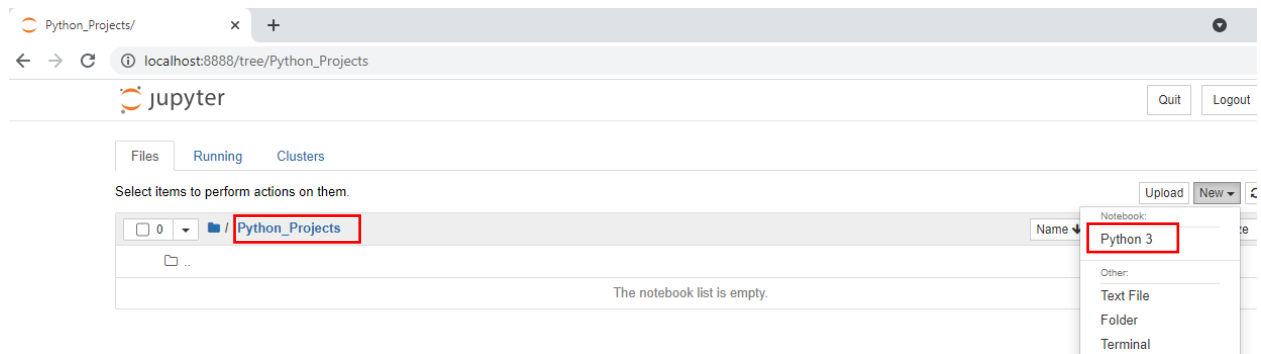 Python_Projects/
localhost:8888/tree/Python_Projects
jupyter
Quit Logout
Files Running Clusters
Select items to perform actions on them.
Upload New
0 / Python_Projects
Name
Notebook:
Python 3
..
Other:
The notebook list is empty.
Text File
Folder
Terminal